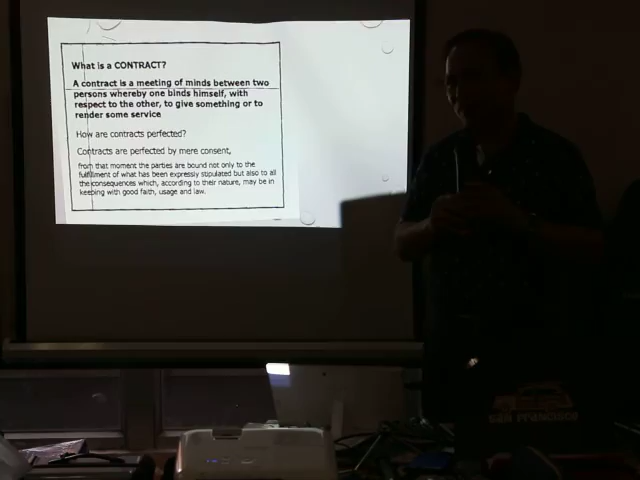 What is a CONTRACT?
A contract is a meeting of minds between two
persons whereby one binds himself, with
respect to the other, to give something or to
render some service
How are contracts perfected?
Contracts are perfected by mere consent,
from that moment the parties are bound not only to the
fulfillment of what has been expressly stipulated but also to all
the consequences which, according to their nature, may be in
keeping with good faith, usage and law.
SAN FRANCISCO